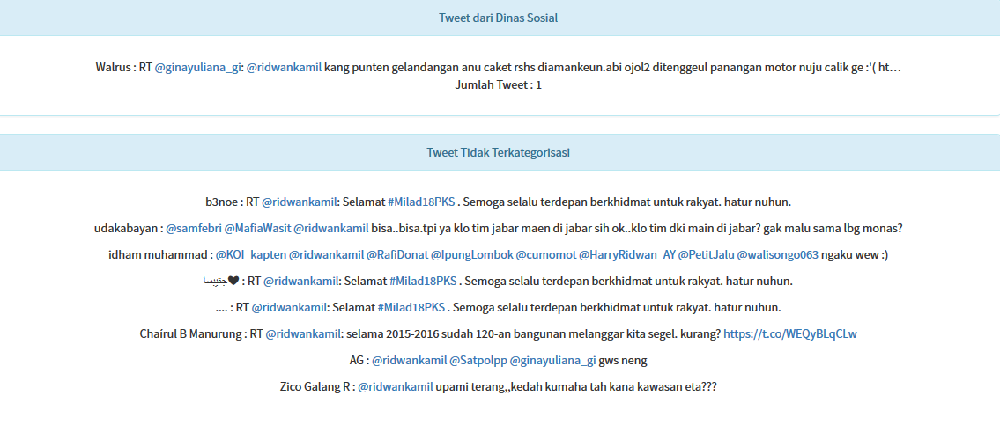 Tweet dari Dinas Sosial
Walrus : RT @ginayuliana_gi: @ridwankamil kang punten gelandangan anu caket rshs diamankeun.abi ojol2 ditenggeul panangan motor nuju calik ge :'( ht…
Jumlah Tweet : 1
Tweet Tidak Terkategorisasi
b3noe : RT @ridwankamil: Selamat #Milad18PKS . Semoga selalu terdepan berkhidmat untuk rakyat. hatur nuhun.
udakabayan : @samfebri @MafiaWasit @ridwankamil bisa..bisa.tpi ya klo tim jabar maen di jabar sih ok..klo tim dki main di jabar? gak malu sama lbg monas?
idham muhammad : @KOI_kapten @ridwankamil @RafiDonat @IpungLombok @cumomot @HarryRidwan_AY @PetitJalu @walisongo063 ngaku wew :)
♥ : RT @ridwankamil: Selamat #Milad18PKS . Semoga selalu terdepan berkhidmat untuk rakyat. hatur nuhun.
.... : RT @ridwankamil: Selamat #Milad18PKS . Semoga selalu terdepan berkhidmat untuk rakyat. hatur nuhun.
Chaírul B Manurung : RT @ridwankamil: selama 2015-2016 sudah 120-an bangunan melanggar kita segel. kurang? https://t.co/WEQyBLqCLw
AG : @ridwankamil @Satpolpp @ginayuliana_gi gws neng
Zico Galang R : @ridwankamil upami terang,,kedah kumaha tah kana kawasan eta???